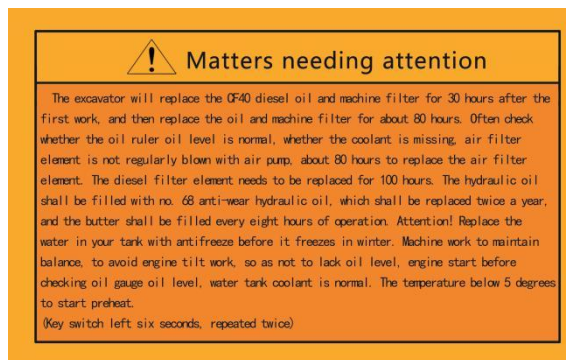 Matters needing attention
The excavator will replace the CF40 diesel oil and machine filter for 30 hours after the
first work, and then replace the oil and machine filter for about 80 hours. Often check
whether the oil ruler oil level is normal, whether the coolant is missing, air filter
element is not regularly blown with air pump, about 80 hours to replace the air filter
element. The diesel filter element needs to be replaced for 100 hours. The hydraulic oil
shall be filled with no. 68 anti-wear hydraulic oil, which shall be replaced twice a year,
and the butter shall be filled every eight hours of operation. Attention! Replace the
water in your tank with antifreeze before it freezes in winter. Machine work to maintain
balance, to avoid engine tilt work, so as not to lack oil level, engine start before
checking oil gauge oil level, water tank coolant is normal. The temperature below 5 degrees
to start preheat.
(Key switch left six seconds, repeated twice)